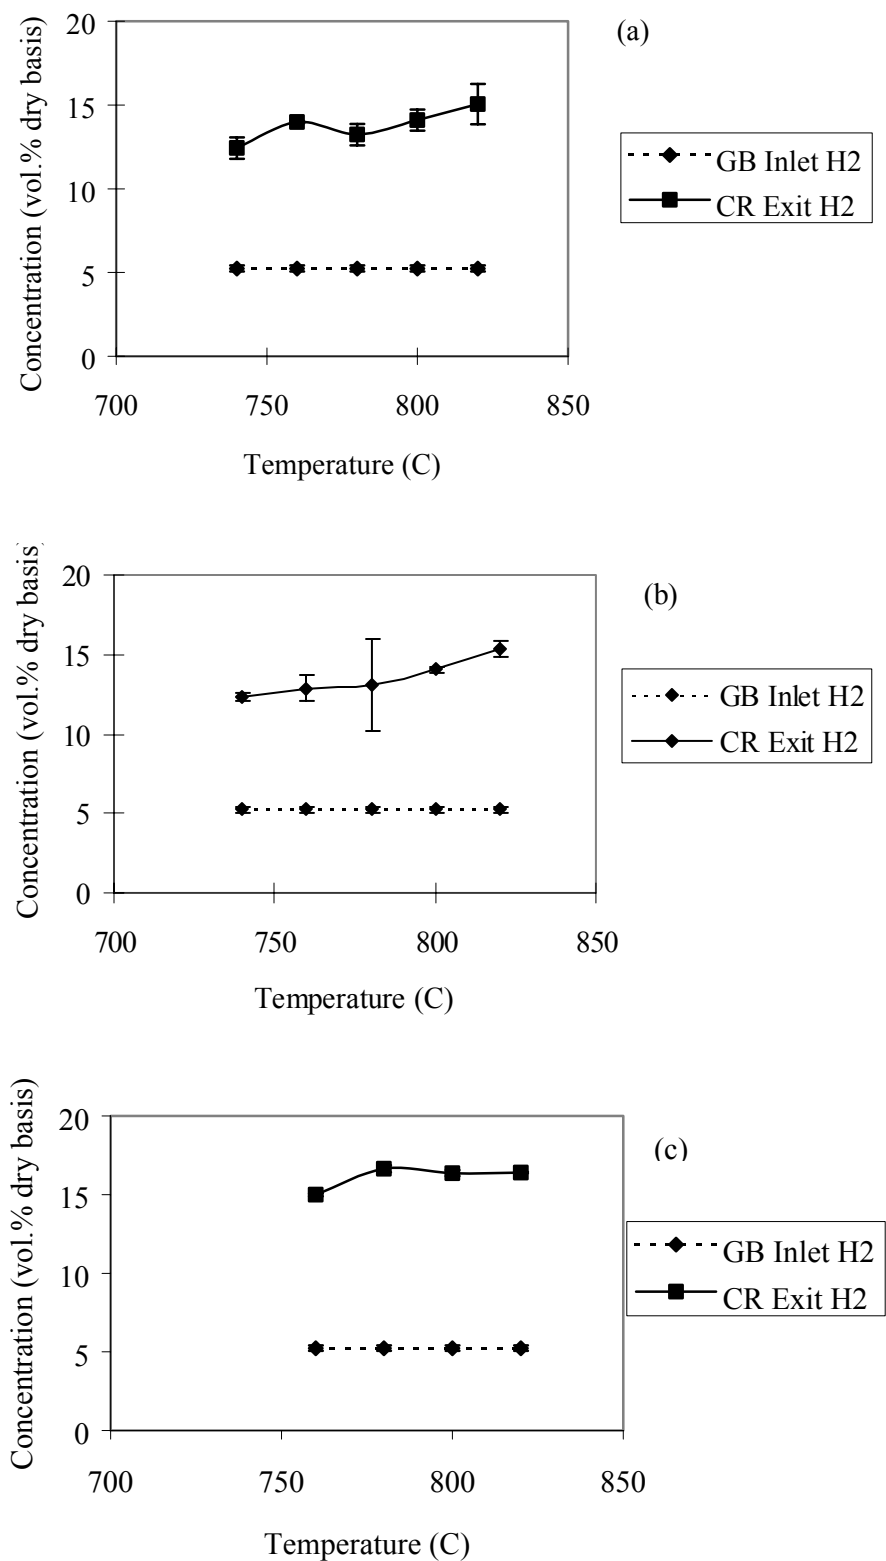 (a)
Concentration (vol.% dry basis)
20
15
10
5
0
700 750 800 850
Temperature (C)
GB Inlet H2
CR Exit H2
(b)
Concentration (vol.% dry basis)
20
15
10
5
0
700 750 800 850
Temperature (C)
GB Inlet H2
CR Exit H2
(c)
Concentration (vol.% dry basis)
20
15
10
5
0
700 750 800 850
Temperature (C)
GB Inlet H2
CR Exit H2